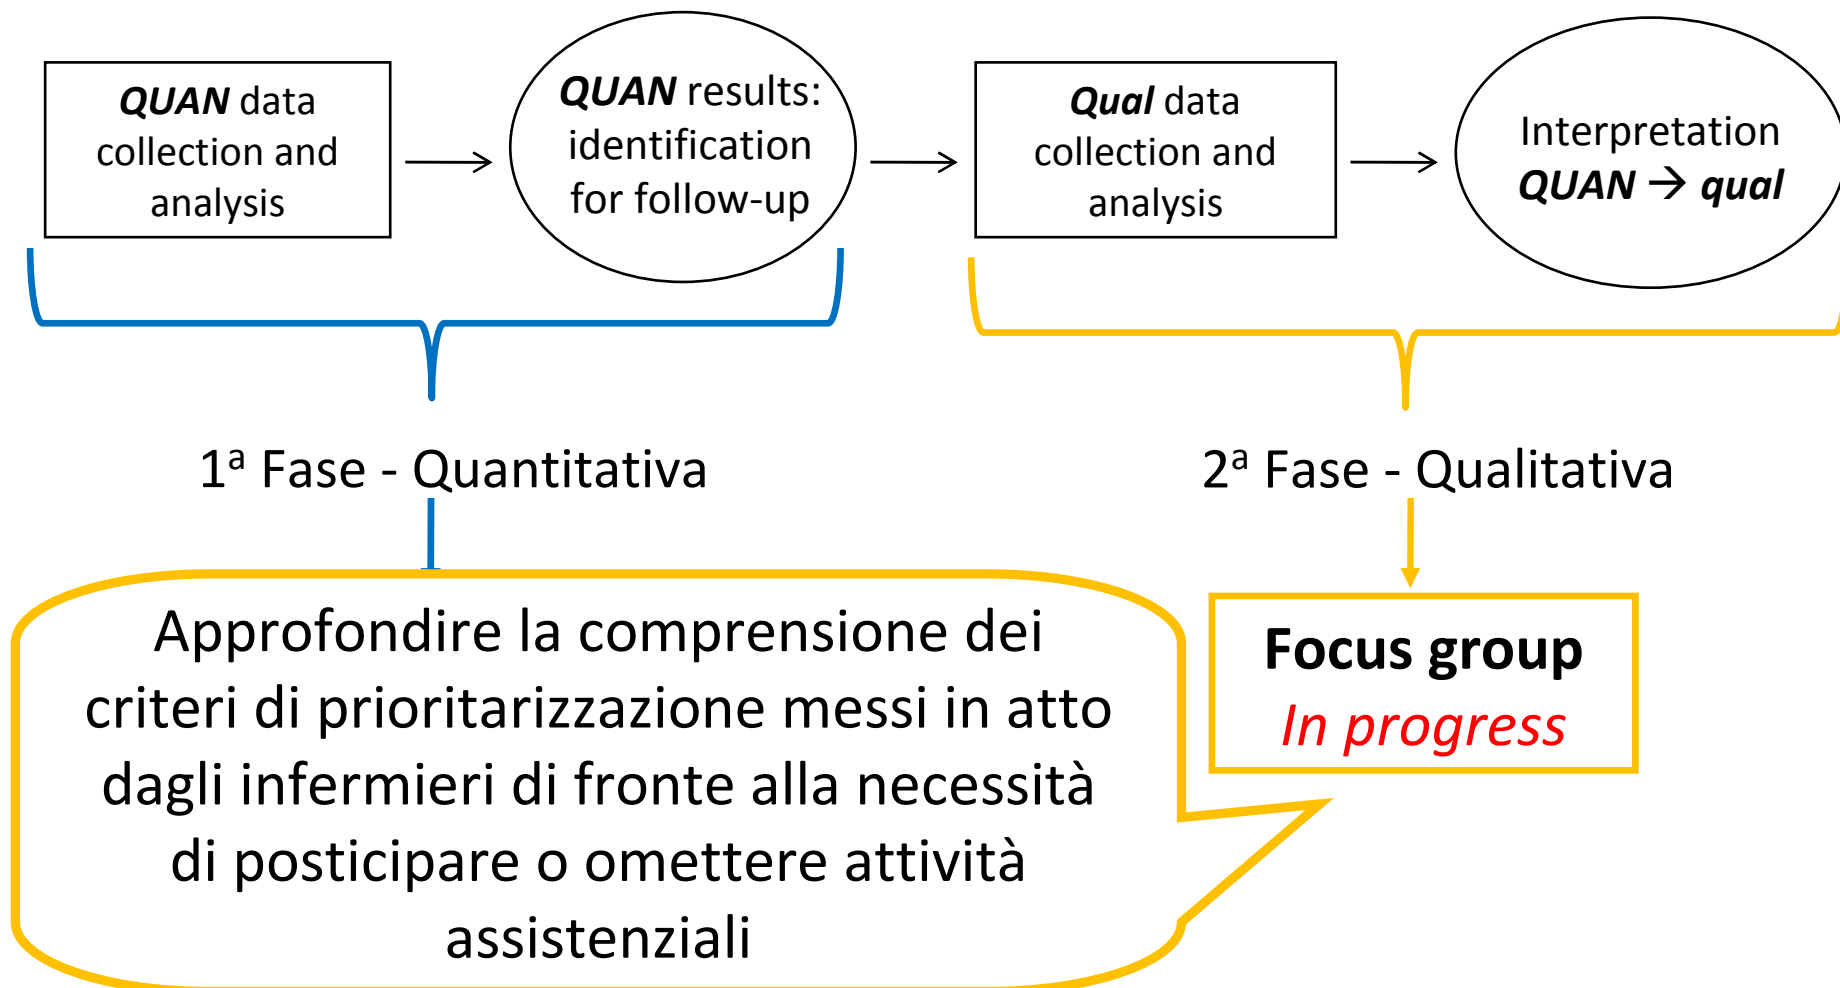 QUAN data
collection and
analysis
QUAN results:
identification
for follow-up
Qual data
collection and
analysis
Interpretation
QUAN → qual
1ª Fase - Quantitativa
2ª Fase - Qualitativa
Approfondire la comprensione dei
criteri di prioritarizzazione messi in atto
dagli infermieri di fronte alla necessità
di posticipare o omettere attività
assistenziali
Focus group
In progress